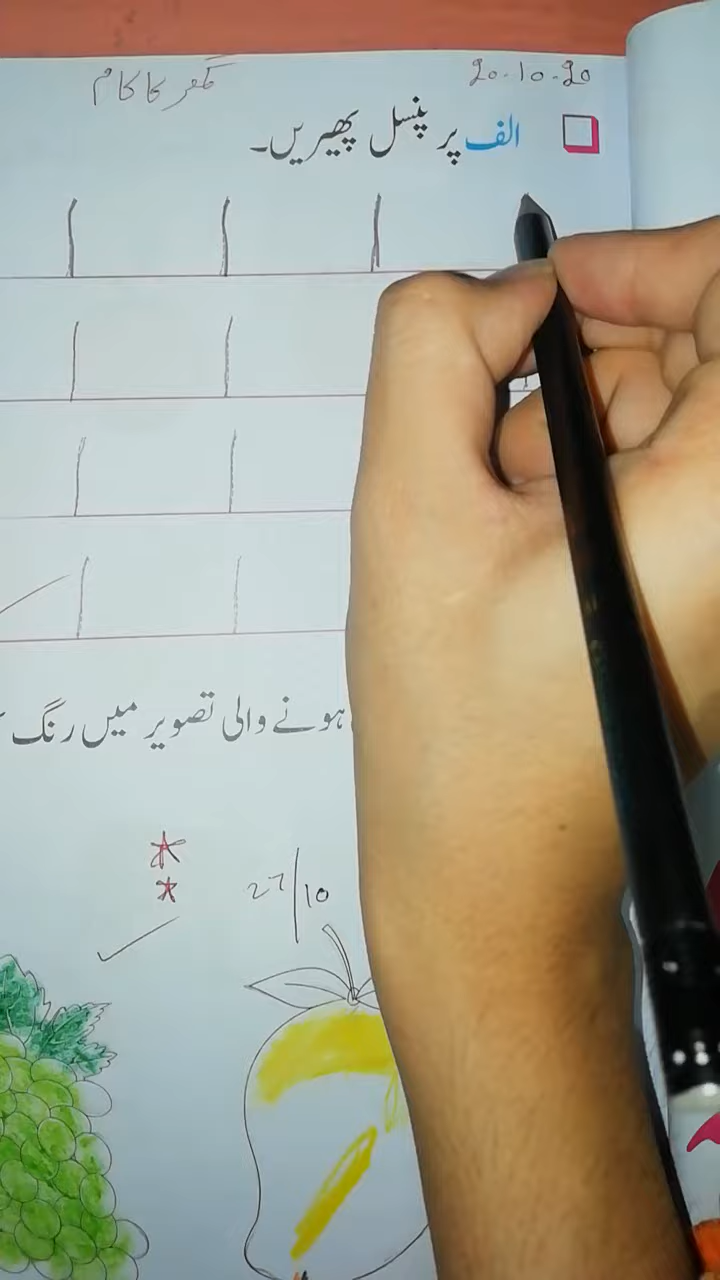 گھر کا کام 20-10-20
الف پر پنسل پھیریں۔
ا ا ا
ا ا
ا ا
ا ا
ہونے والی تصویر میں رنگ
27/10